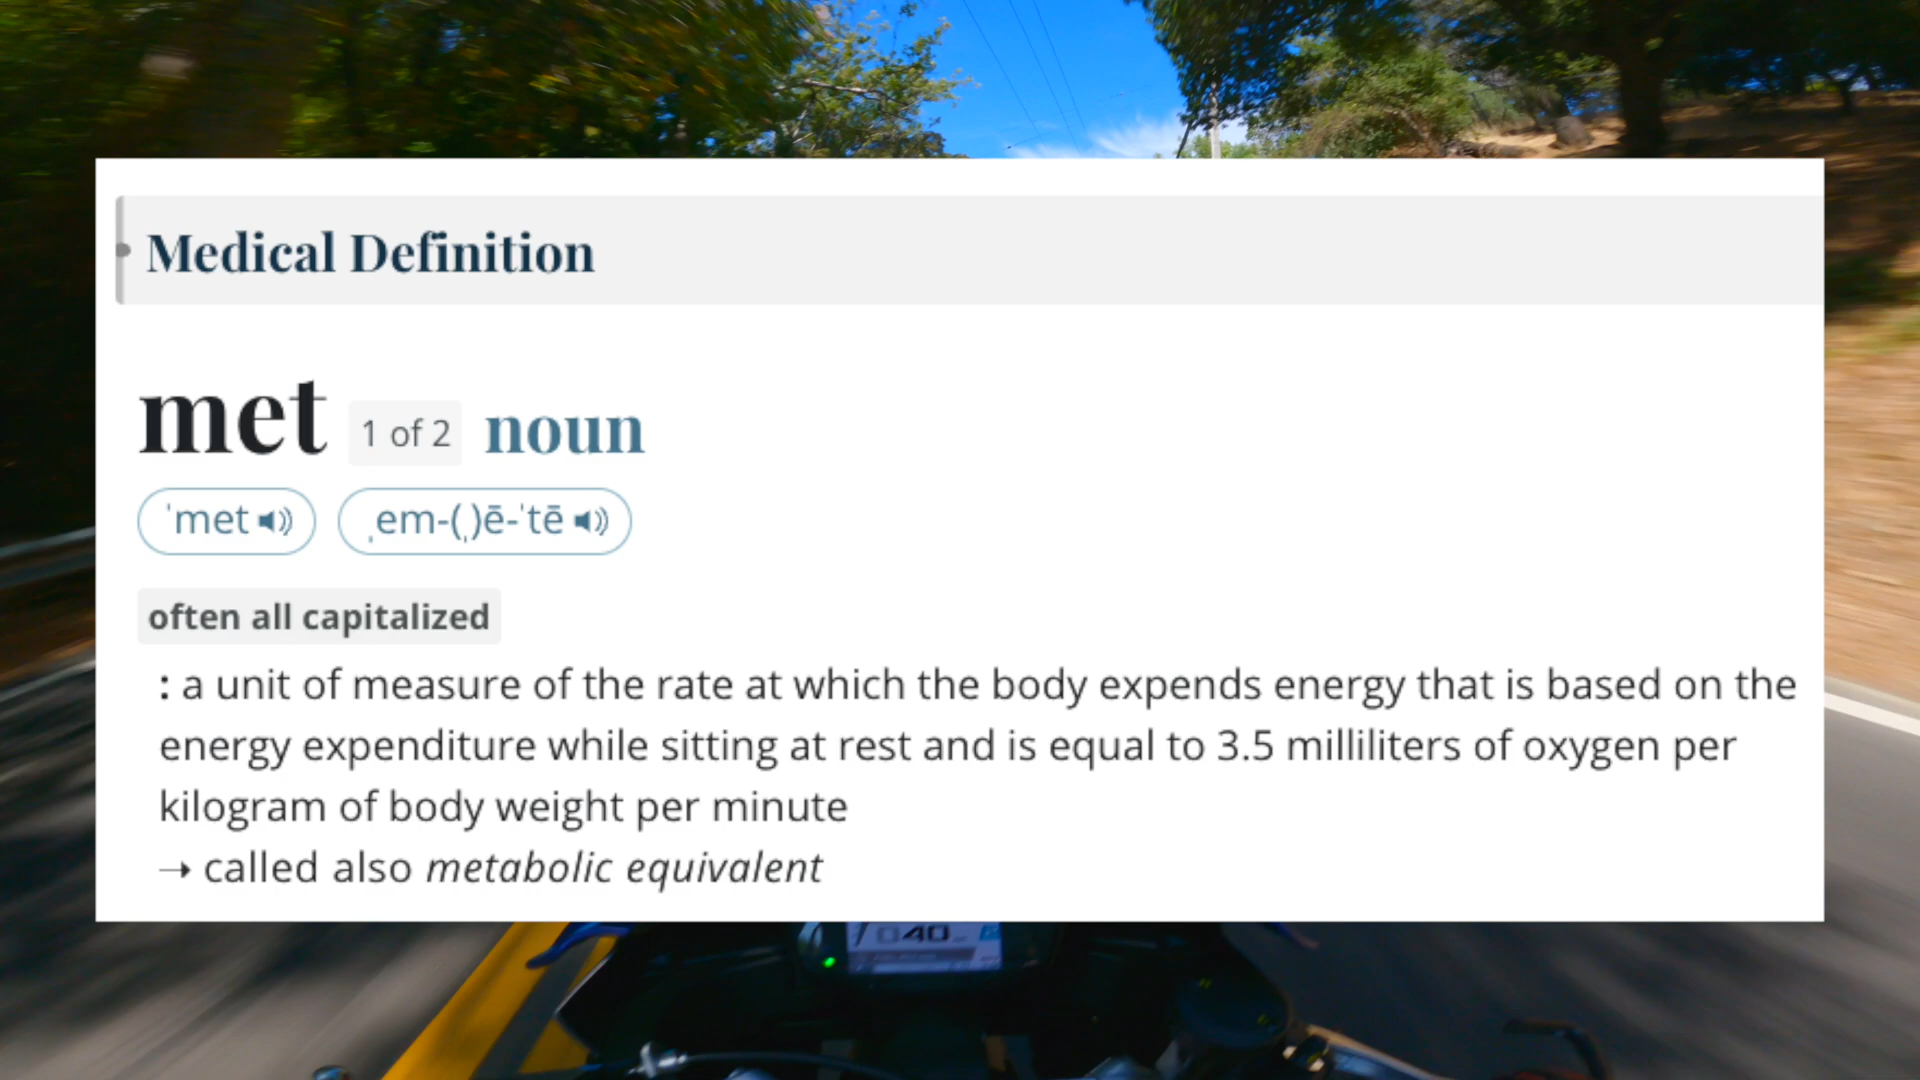 Medical Definition
met 1 of 2 noun
ˈmet ˌem-(ˌ)ē-ˈtē
often all capitalized
: a unit of measure of the rate at which the body expends energy that is based on the
energy expenditure while sitting at rest and is equal to 3.5 milliliters of oxygen per
kilogram of body weight per minute
→ called also metabolic equivalent
040